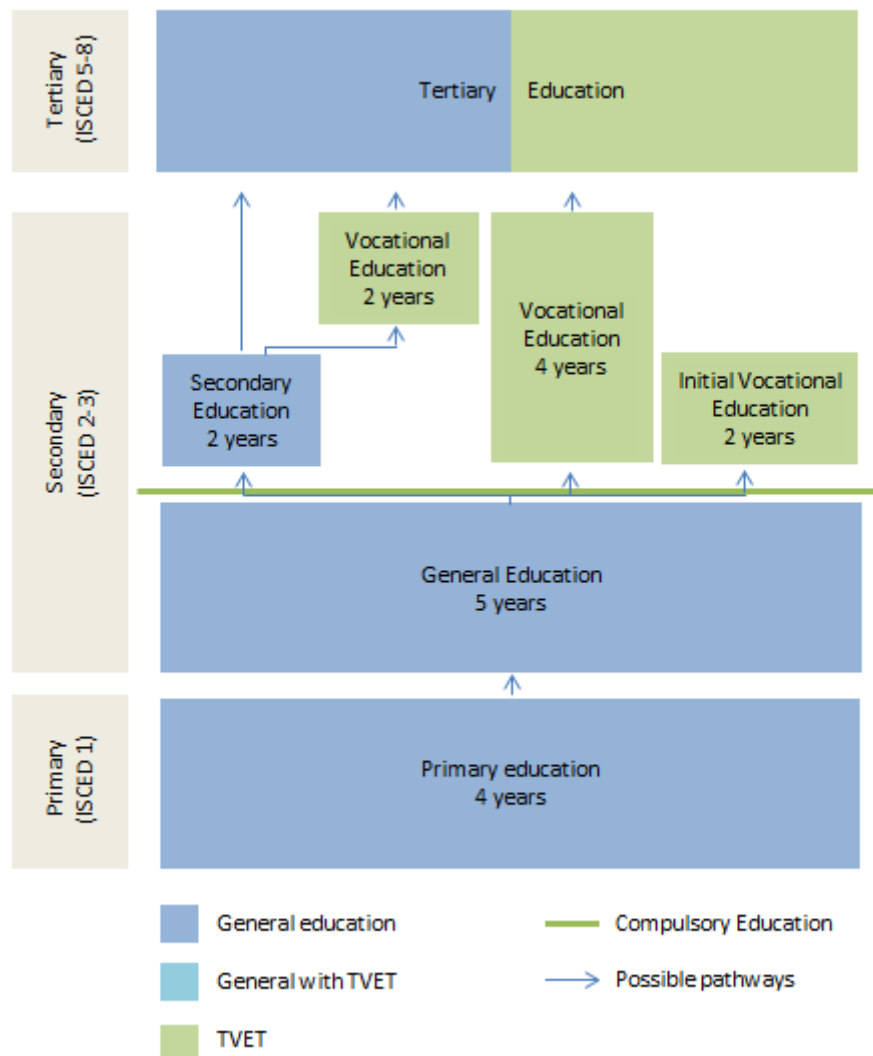 Tertiary
(ISCED 5-8)
Tertiary Education
Secondary
(ISCED 2-3)
Vocational
Education
2 years
Vocational
Education
4 years
Secondary
Education
2 years
Initial Vocational
Education
2 years
General Education
5 years
Primary
(ISCED 1)
Primary education
4 years
General education
Compulsory Education
General with TVET
Possible pathways
TVET